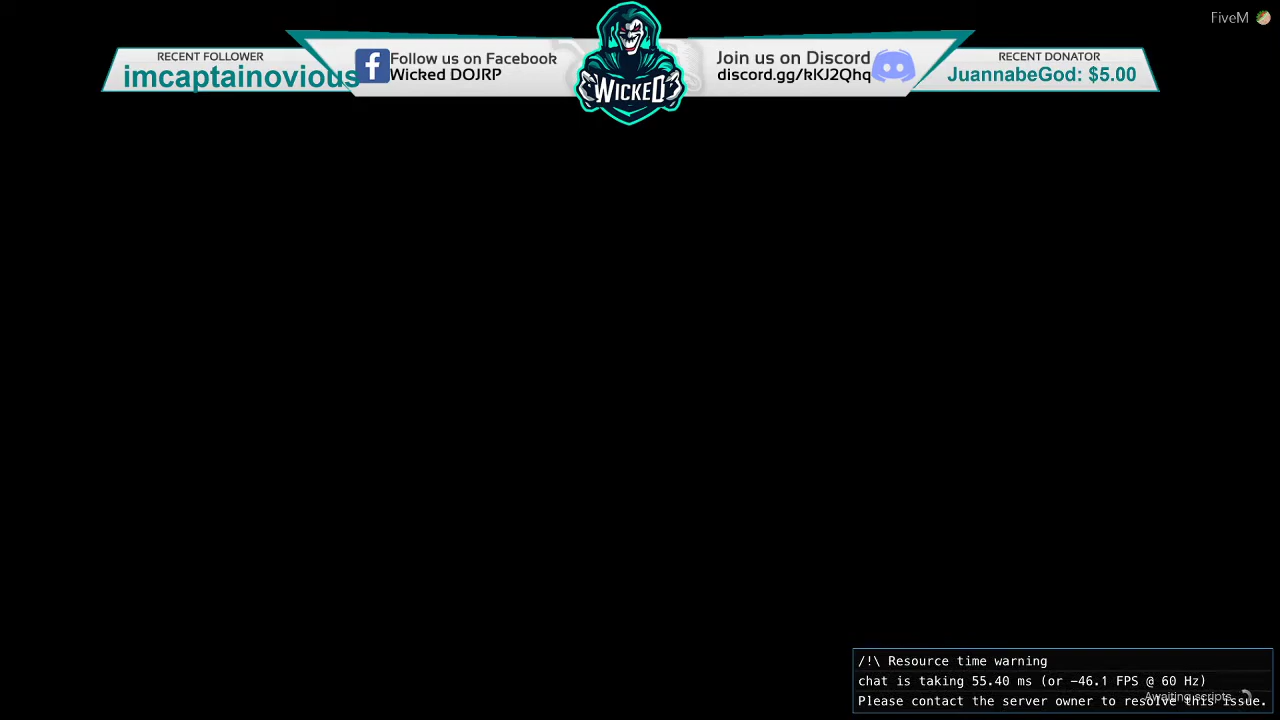 FiveM
RECENT FOLLOWER
imcaptainovious
Follow us on Facebook
Wicked DOJRP
WICKED
Join us on Discord
discord.gg/kKJ2Qhq
RECENT DONATOR
JuannabeGod: $5.00
/!\ Resource time warning
chat is taking 55.40 ms (or -46.1 FPS @ 60 Hz)
Awaiting scripts
Please contact the server owner to resolve this issue.